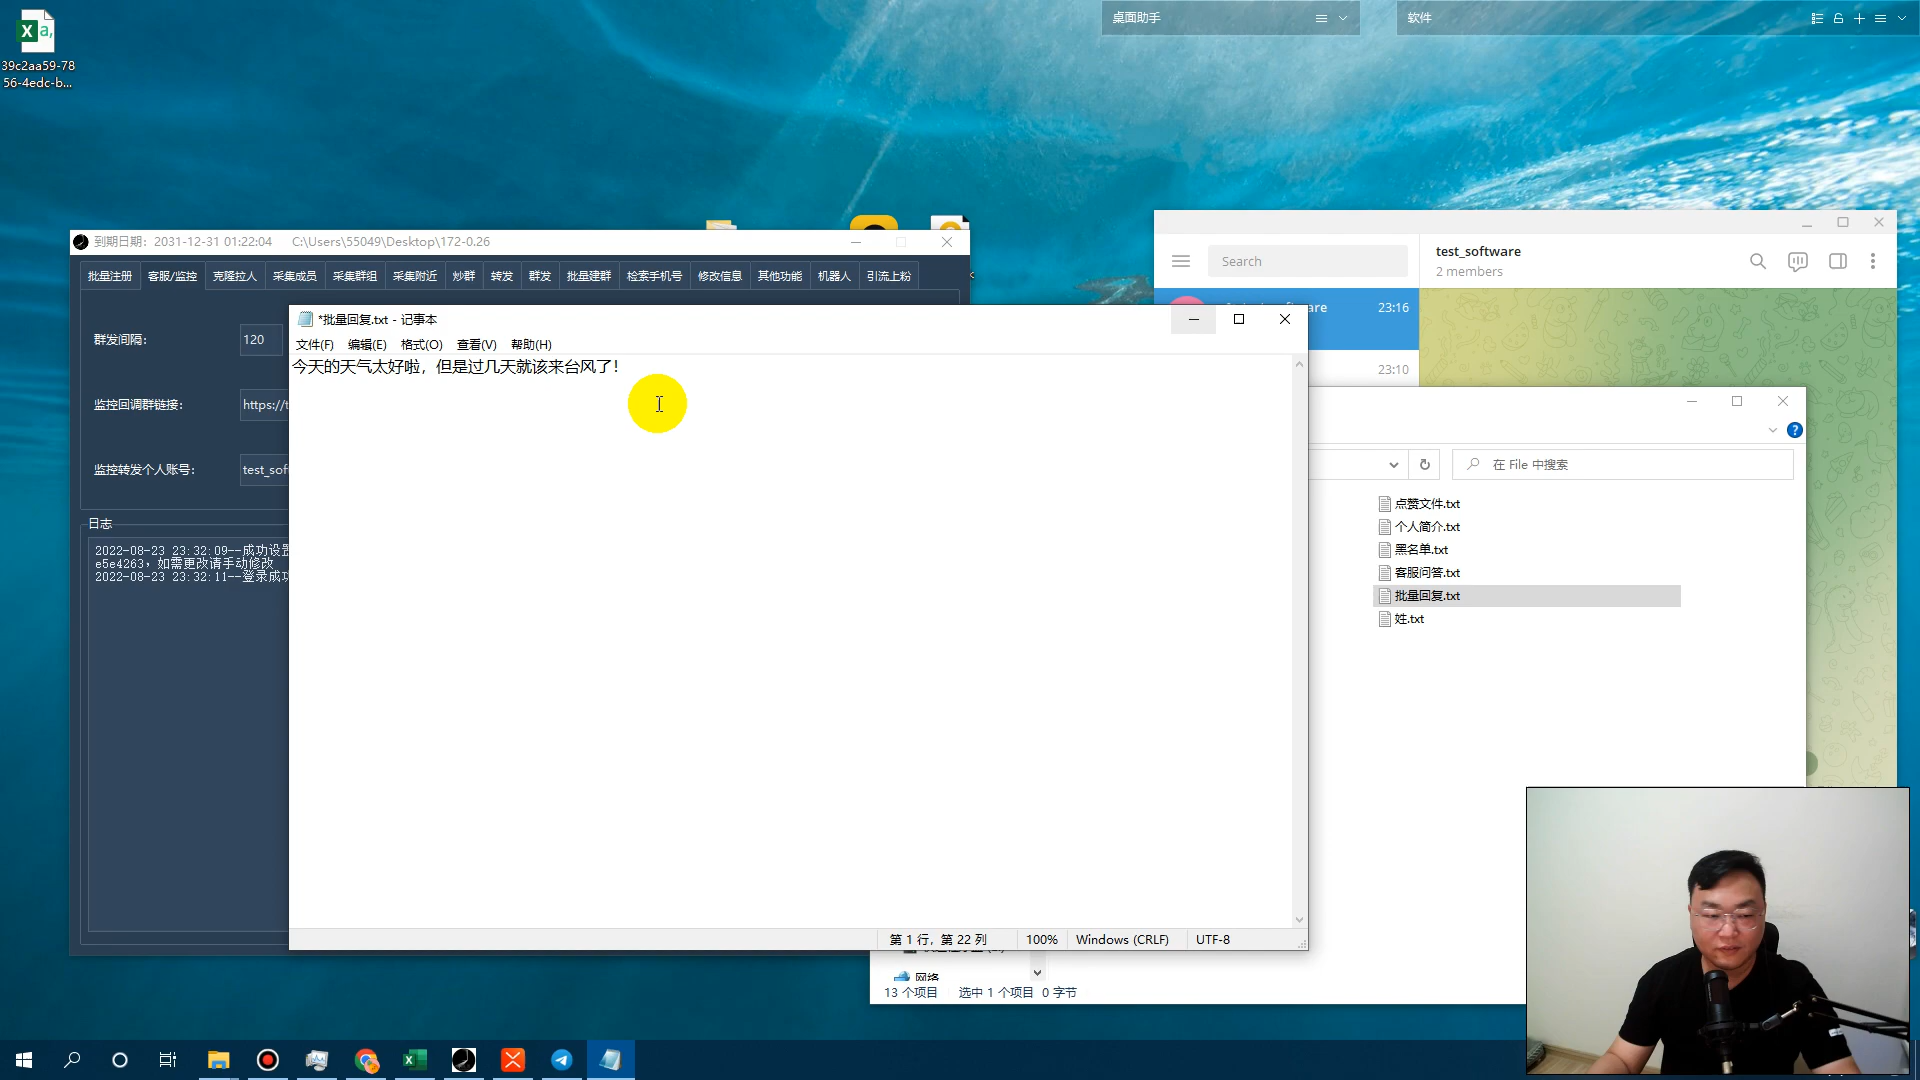 桌面助手
软件
39c2aa59-78
56-4edc-b...
到期日期：2031-12-31 01:22:04 C:\Users\55049\Desktop\172-0.26
批量注册 客服/监控 克隆拉人 采集成员 采集群组 采集附近 炒群 转发 群发 批量建群 检索手机号 修改信息 其他功能 机器人 引流上粉
群发间隔: 120
监控回调群链接: https://t
监控转发个人账号: test_sof
日志
2022-08-23 23:32:09--成功设置
e5e4263，如需更改请手动修改
2022-08-23 23:32:11--登录成功
*批量回复.txt - 记事本
文件(F) 编辑(E) 格式(O) 查看(V) 帮助(H)
今天的天气太好啦，但是过几天就该来台风了！
第 1 行，第 22 列 100% Windows (CRLF) UTF-8
Search
test_software
2 members
are 23:16
23:10
在 File 中搜索
点赞文件.txt
个人简介.txt
黑名单.txt
客服问答.txt
批量回复.txt
姓.txt
网络
13 个项目 选中 1 个项目 0 字节